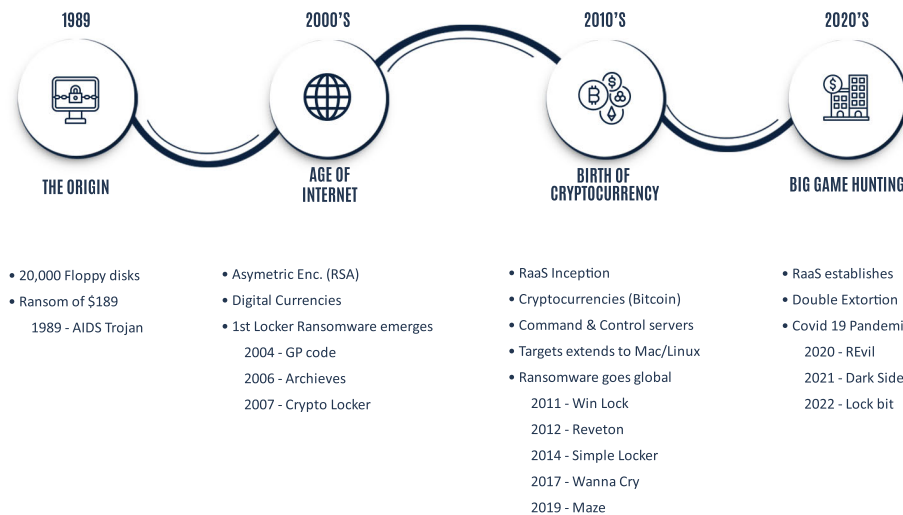 1989
THE ORIGIN
• 20,000 Floppy disks
• Ransom of $189
1989 - AIDS Trojan
2000'S
AGE OF
INTERNET
• Asymetric Enc. (RSA)
• Digital Currencies
• 1st Locker Ransomware emerges
2004 - GP code
2006 - Archieves
2007 - Crypto Locker
2010'S
BIRTH OF
CRYPTOCURRENCY
• RaaS Inception
• Cryptocurrencies (Bitcoin)
• Command & Control servers
• Targets extends to Mac/Linux
• Ransomware goes global
2011 - Win Lock
2012 - Reveton
2014 - Simple Locker
2017 - Wanna Cry
2019 - Maze
2020'S
BIG GAME HUNTING
• RaaS establishes
• Double Extortion
• Covid 19 Pandemi
2020 - REvil
2021 - Dark Side
2022 - Lock bit